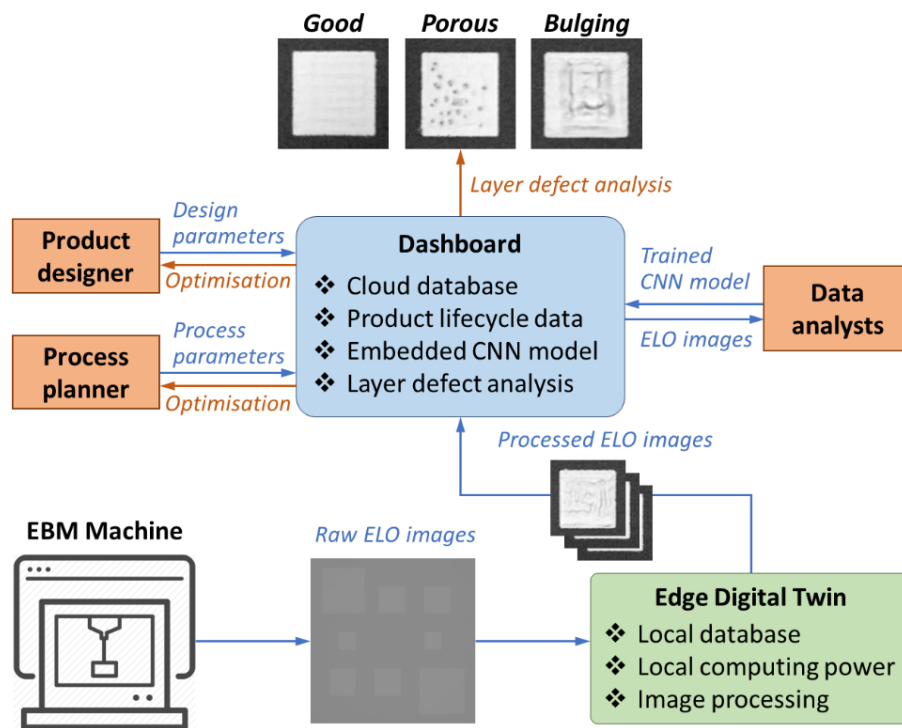 Good
Porous
Bulging
Layer defect analysis
Product
designer
Design
parameters
Optimisation
Process
planner
Process
parameters
Optimisation
Dashboard
❖ Cloud database
❖ Product lifecycle data
❖ Embedded CNN model
❖ Layer defect analysis
Trained
CNN model
ELO images
Data
analysts
Processed ELO images
EBM Machine
Raw ELO images
Edge Digital Twin
❖ Local database
❖ Local computing power
❖ Image processing